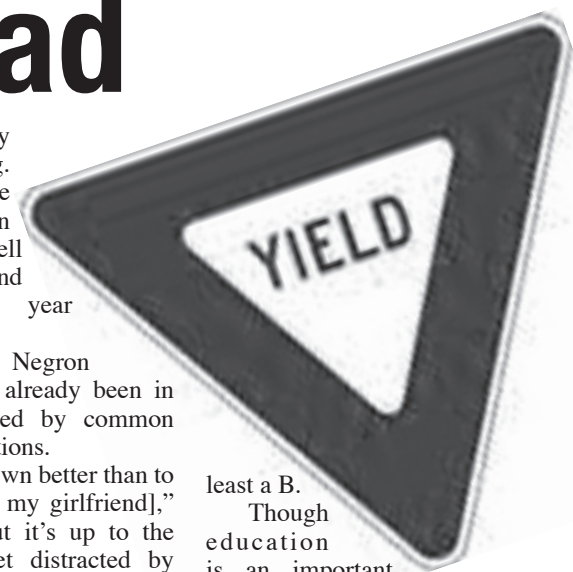 ad
y
g.
e
n
ell
nd
year
Negron
already been in
ed by common
tions.
wn better than to
my girlfriend],”
ut it’s up to the
et distracted by
least a B.
Though
education
is an important
YIELD